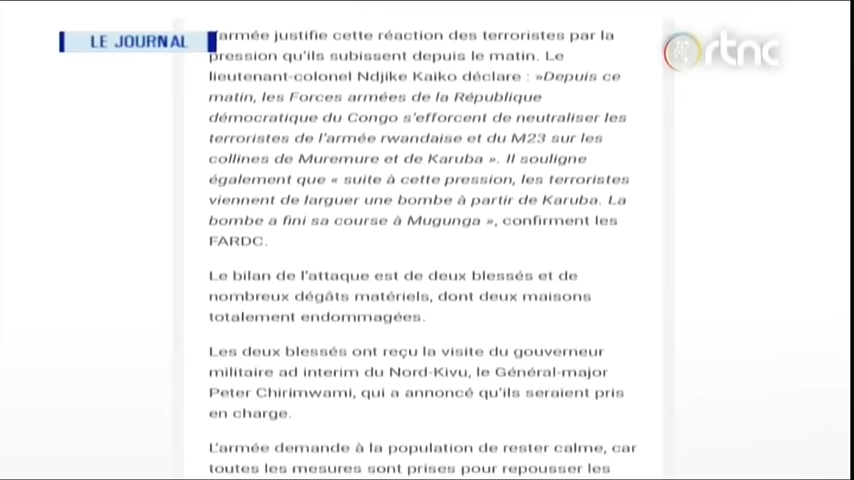 LE JOURNAL
rtnc
L'armée justifie cette réaction des terroristes par la
pression qu'ils subissent depuis le matin. Le
lieutenant-colonel Ndjike Kaiko déclare : »Depuis ce
matin, les Forces armées de la République
démocratique du Congo s'efforcent de neutraliser les
terroristes de l'armée rwandaise et du M23 sur les
collines de Muremure et de Karuba ». Il souligne
également que « suite à cette pression, les terroristes
viennent de larguer une bombe à partir de Karuba. La
bombe a fini sa course à Mugunga », confirment les
FARDC.
Le bilan de l'attaque est de deux blessés et de
nombreux dégâts matériels, dont deux maisons
totalement endommagées.
Les deux blessés ont reçu la visite du gouverneur
militaire ad interim du Nord-Kivu, le Général-major
Peter Chirimwami, qui a annoncé qu'ils seraient pris
en charge.
L'armée demande à la population de rester calme, car
toutes les mesures sont prises pour repousser les